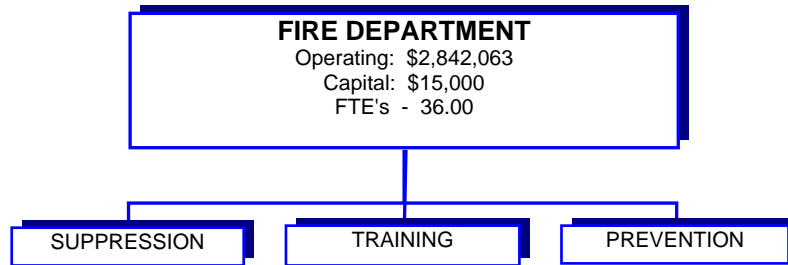 FIRE DEPARTMENT
Operating: $2,842,063
Capital: $15,000
FTE's - 36.00
SUPPRESSION
TRAINING
PREVENTION